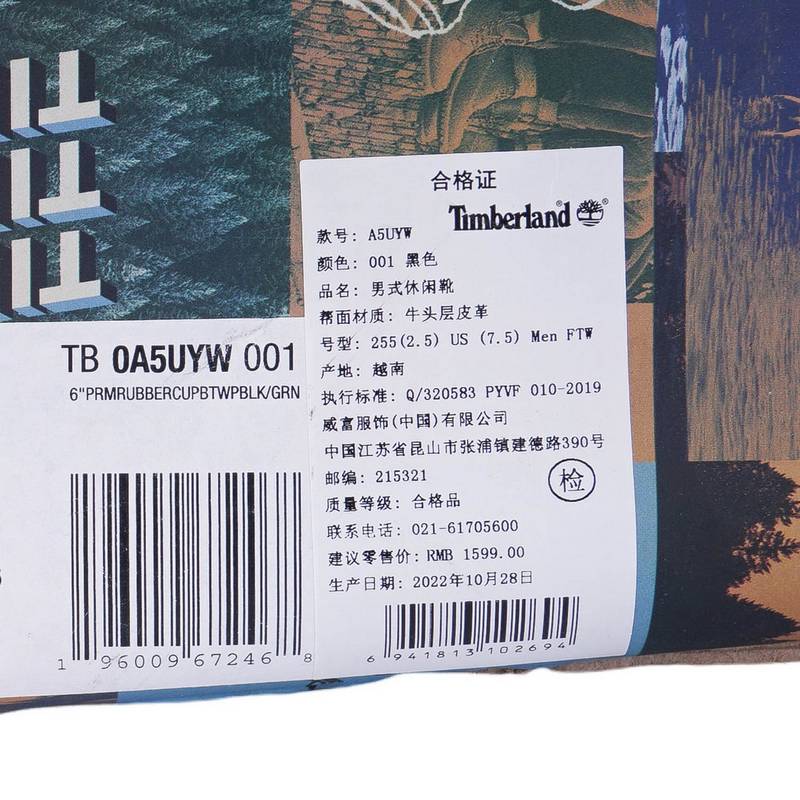 合格证
Timberland®
款号: A5UYW
颜色: 001 黑色
品名: 男式休闲靴
帮面材质: 牛头层皮革
号型: 255(2.5) US (7.5) Men FTW
产地: 越南
执行标准: Q/320583 PYVF 010-2019
威富服饰(中国)有限公司
中国江苏省昆山市张浦镇建德路390号
邮编: 215321
检
质量等级: 合格品
联系电话: 021-61705600
建议零售价: RMB 1599.00
生产日期: 2022年10月28日
6 941813 102694
TB 0A5UYW 001
6"PRMRUBBERCUPBTWPBLK/GRN
1 96009 67246 8